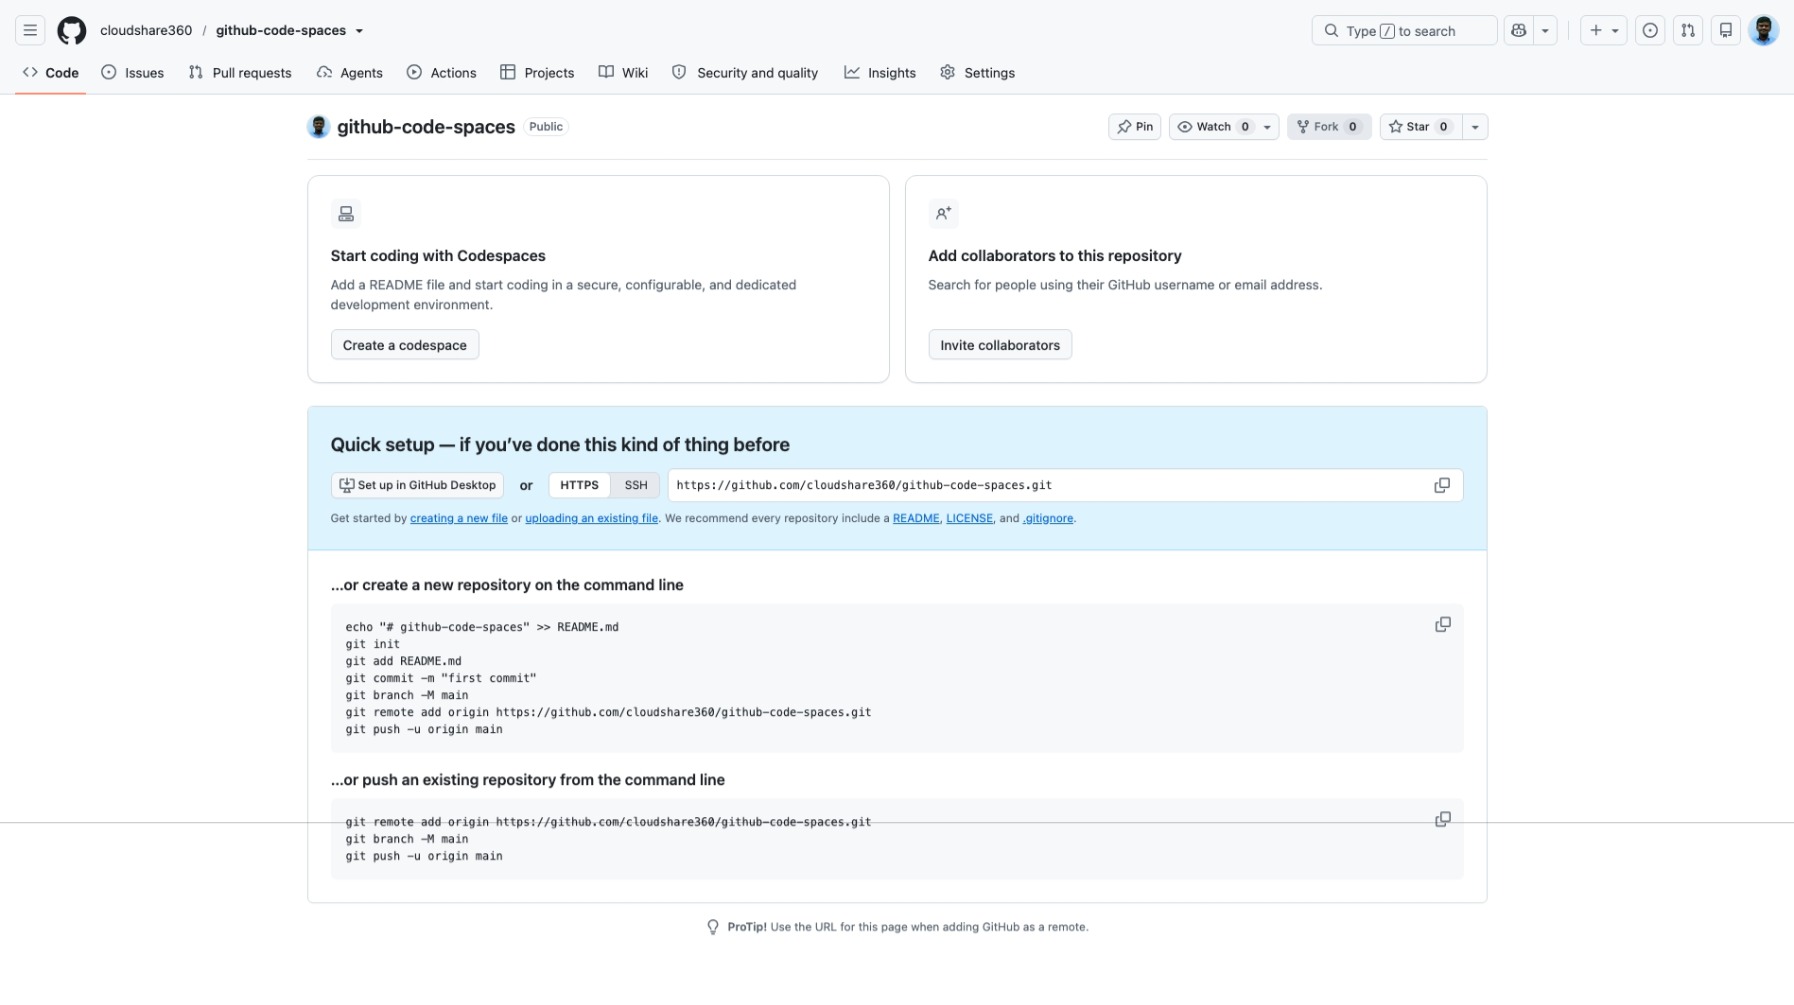 cloudshare360 / github-code-spaces
Type / to search
Code Issues Pull requests Agents Actions Projects Wiki Security and quality Insights Settings
github-code-spaces Public
Pin Watch 0 Fork 0 Star 0
Start coding with Codespaces
Add a README file and start coding in a secure, configurable, and dedicated
development environment.
Create a codespace
Add collaborators to this repository
Search for people using their GitHub username or email address.
Invite collaborators
Quick setup — if you’ve done this kind of thing before
Set up in GitHub Desktop or HTTPS SSH https://github.com/cloudshare360/github-code-spaces.git
Get started by creating a new file or uploading an existing file. We recommend every repository include a README, LICENSE, and .gitignore.
…or create a new repository on the command line
echo "# github-code-spaces" >> README.md
git init
git add README.md
git commit -m "first commit"
git branch -M main
git remote add origin https://github.com/cloudshare360/github-code-spaces.git
git push -u origin main
…or push an existing repository from the command line
git remote add origin https://github.com/cloudshare360/github-code-spaces.git
git branch -M main
git push -u origin main
ProTip! Use the URL for this page when adding GitHub as a remote.